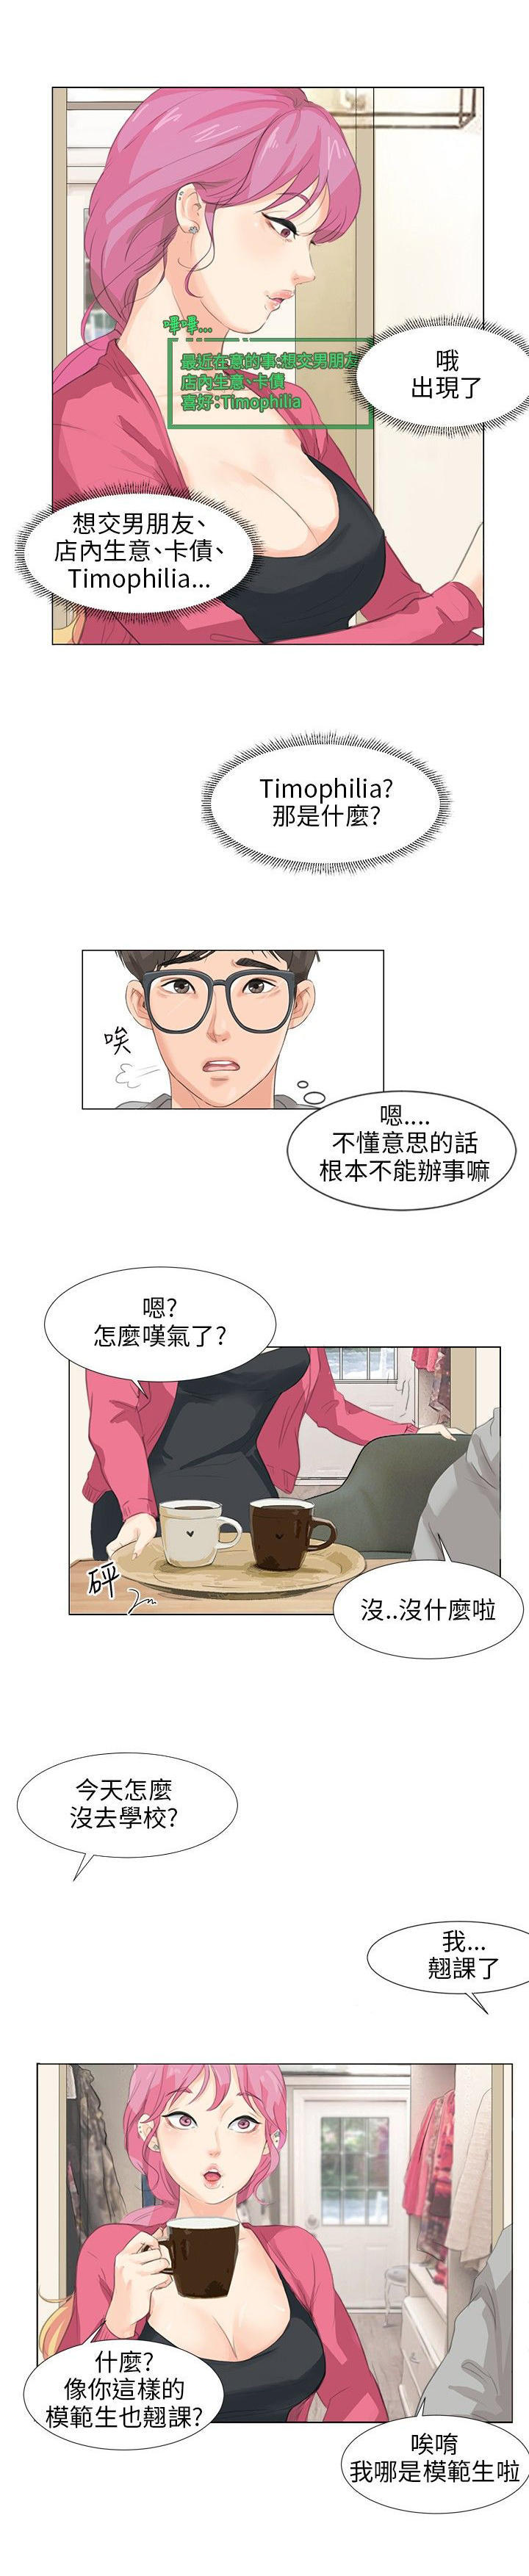 嗶嗶...
最近在意的事:想交男朋友
店內生意、卡債
喜好:Timophilia
哦
出現了
想交男朋友、
店內生意、卡債、
Timophilia...
Timophilia?
那是什麼?
唉
嗯....
不懂意思的話
根本不能辦事嘛
嗯?
怎麼嘆氣了?
砰
沒..沒什麼啦
今天怎麼
沒去學校?
我...
翹課了
什麼?
像你這樣的
模範生也翹課?
唉唷
我哪是模範生啦